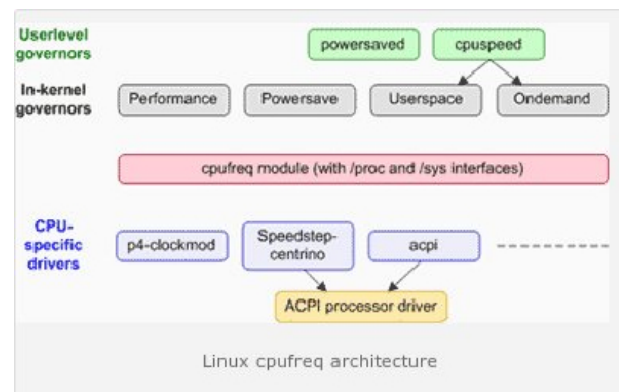 Userlevel
governors
powersaved
cpuspeed
In-kernel
governors
Performance
Powersave
Userspace
Ondemand
cpufreq module (with /proc and /sys interfaces)
CPU-
specific
drivers
p4-clockmod
Speedstep-
centrino
acpi
ACPI processor driver
Linux cpufreq architecture